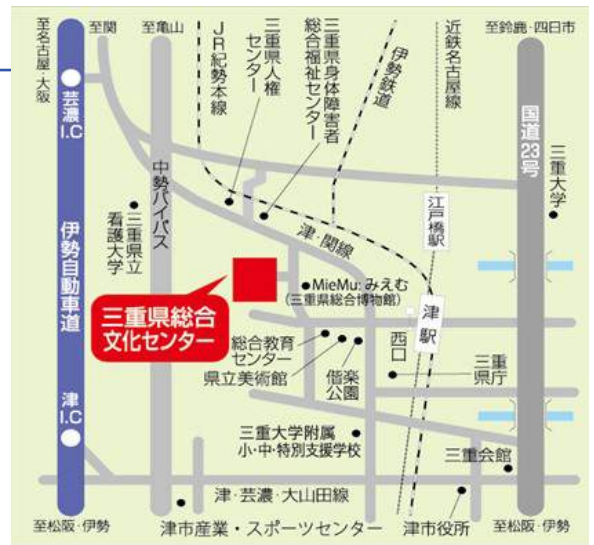 至名古屋・大阪
至関
至亀山
JR紀勢本線
三重県人権
センター
三重県身体障害者
総合福祉センター
伊勢鉄道
近鉄名古屋線
至鈴鹿・四日市
芸濃
I.C
国道23号
三重大学
中勢バイパス
三重県立
看護大学
江戸橋駅
津・関線
伊勢自動車道
MieMu:みえむ
(三重県総合博物館)
三重県総合
文化センター
津駅
西口
総合教育
センター
県立美術館
偕楽
公園
三重
県庁
津
I.C
三重大学附属
小・中・特別支援学校
三重会館
津・芸濃・大山田線
至松阪・伊勢
津市産業・スポーツセンター
津市役所
至松阪・伊勢